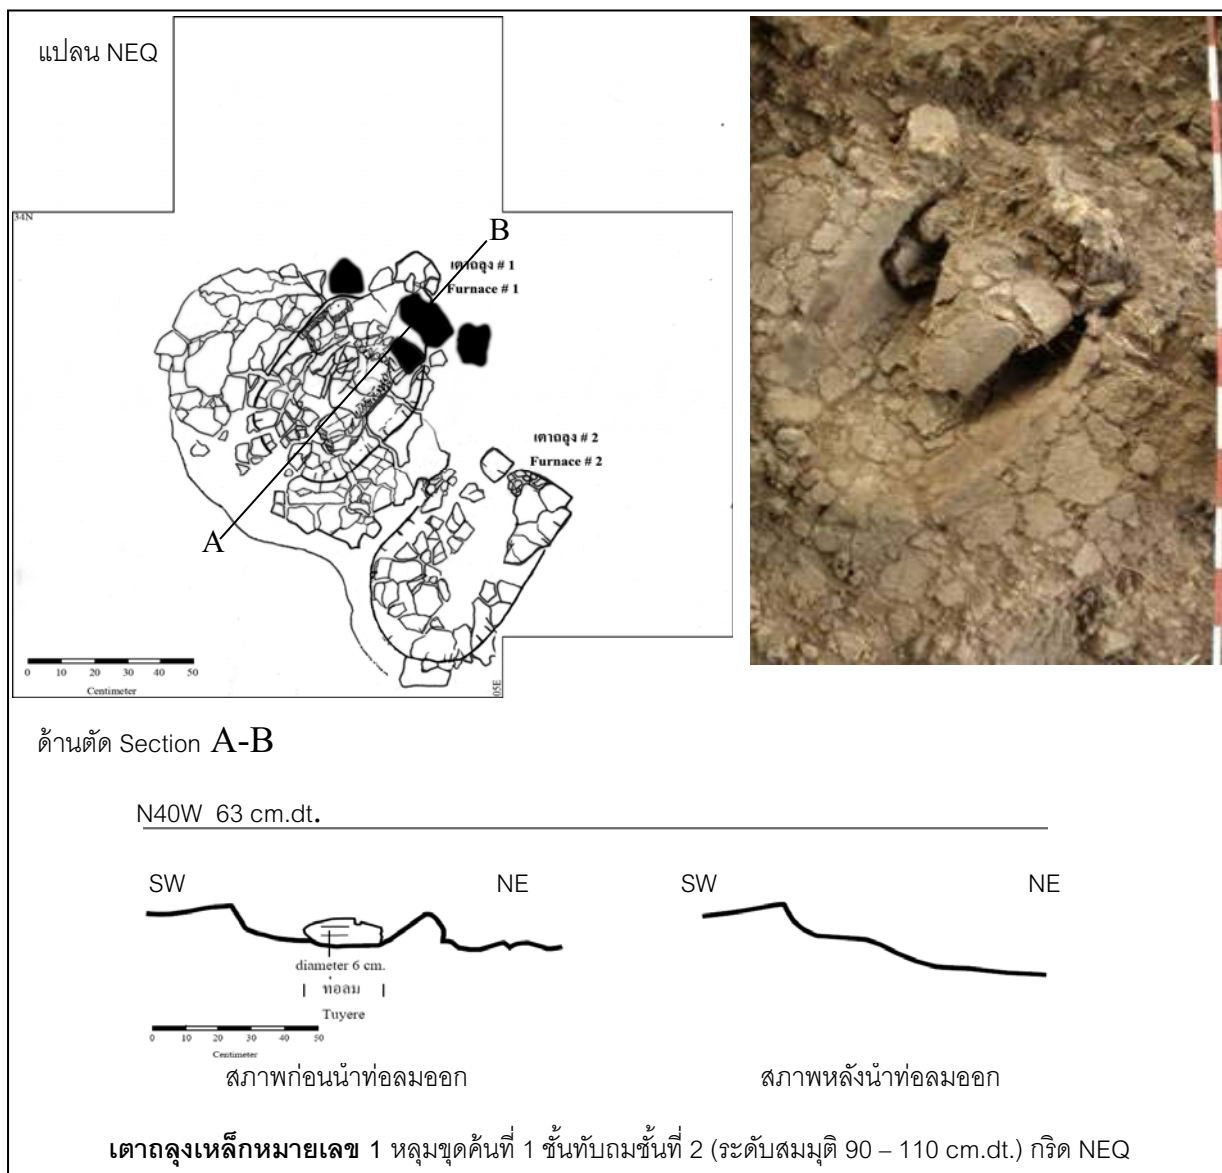 แปลน NEQ
34N
B
เตาถลุง # 1
Furnace # 1
เตาถลุง # 2
Furnace # 2
A
0 10 20 30 40 50
Centimeter
05E
ด้านตัด Section A-B
N40W 63 cm.dt.
SW NE SW NE
diameter 6 cm.
ท่อลม
Tuyere
0 10 20 30 40 50
Centimeter
สภาพก่อนนำท่อลมออก สภาพหลังนำท่อลมออก
เตาถลุงเหล็กหมายเลข 1 หลุมขุดค้นที่ 1 ชั้นทับถมชั้นที่ 2 (ระดับสมมุติ 90 – 110 cm.dt.) กริด NEQ